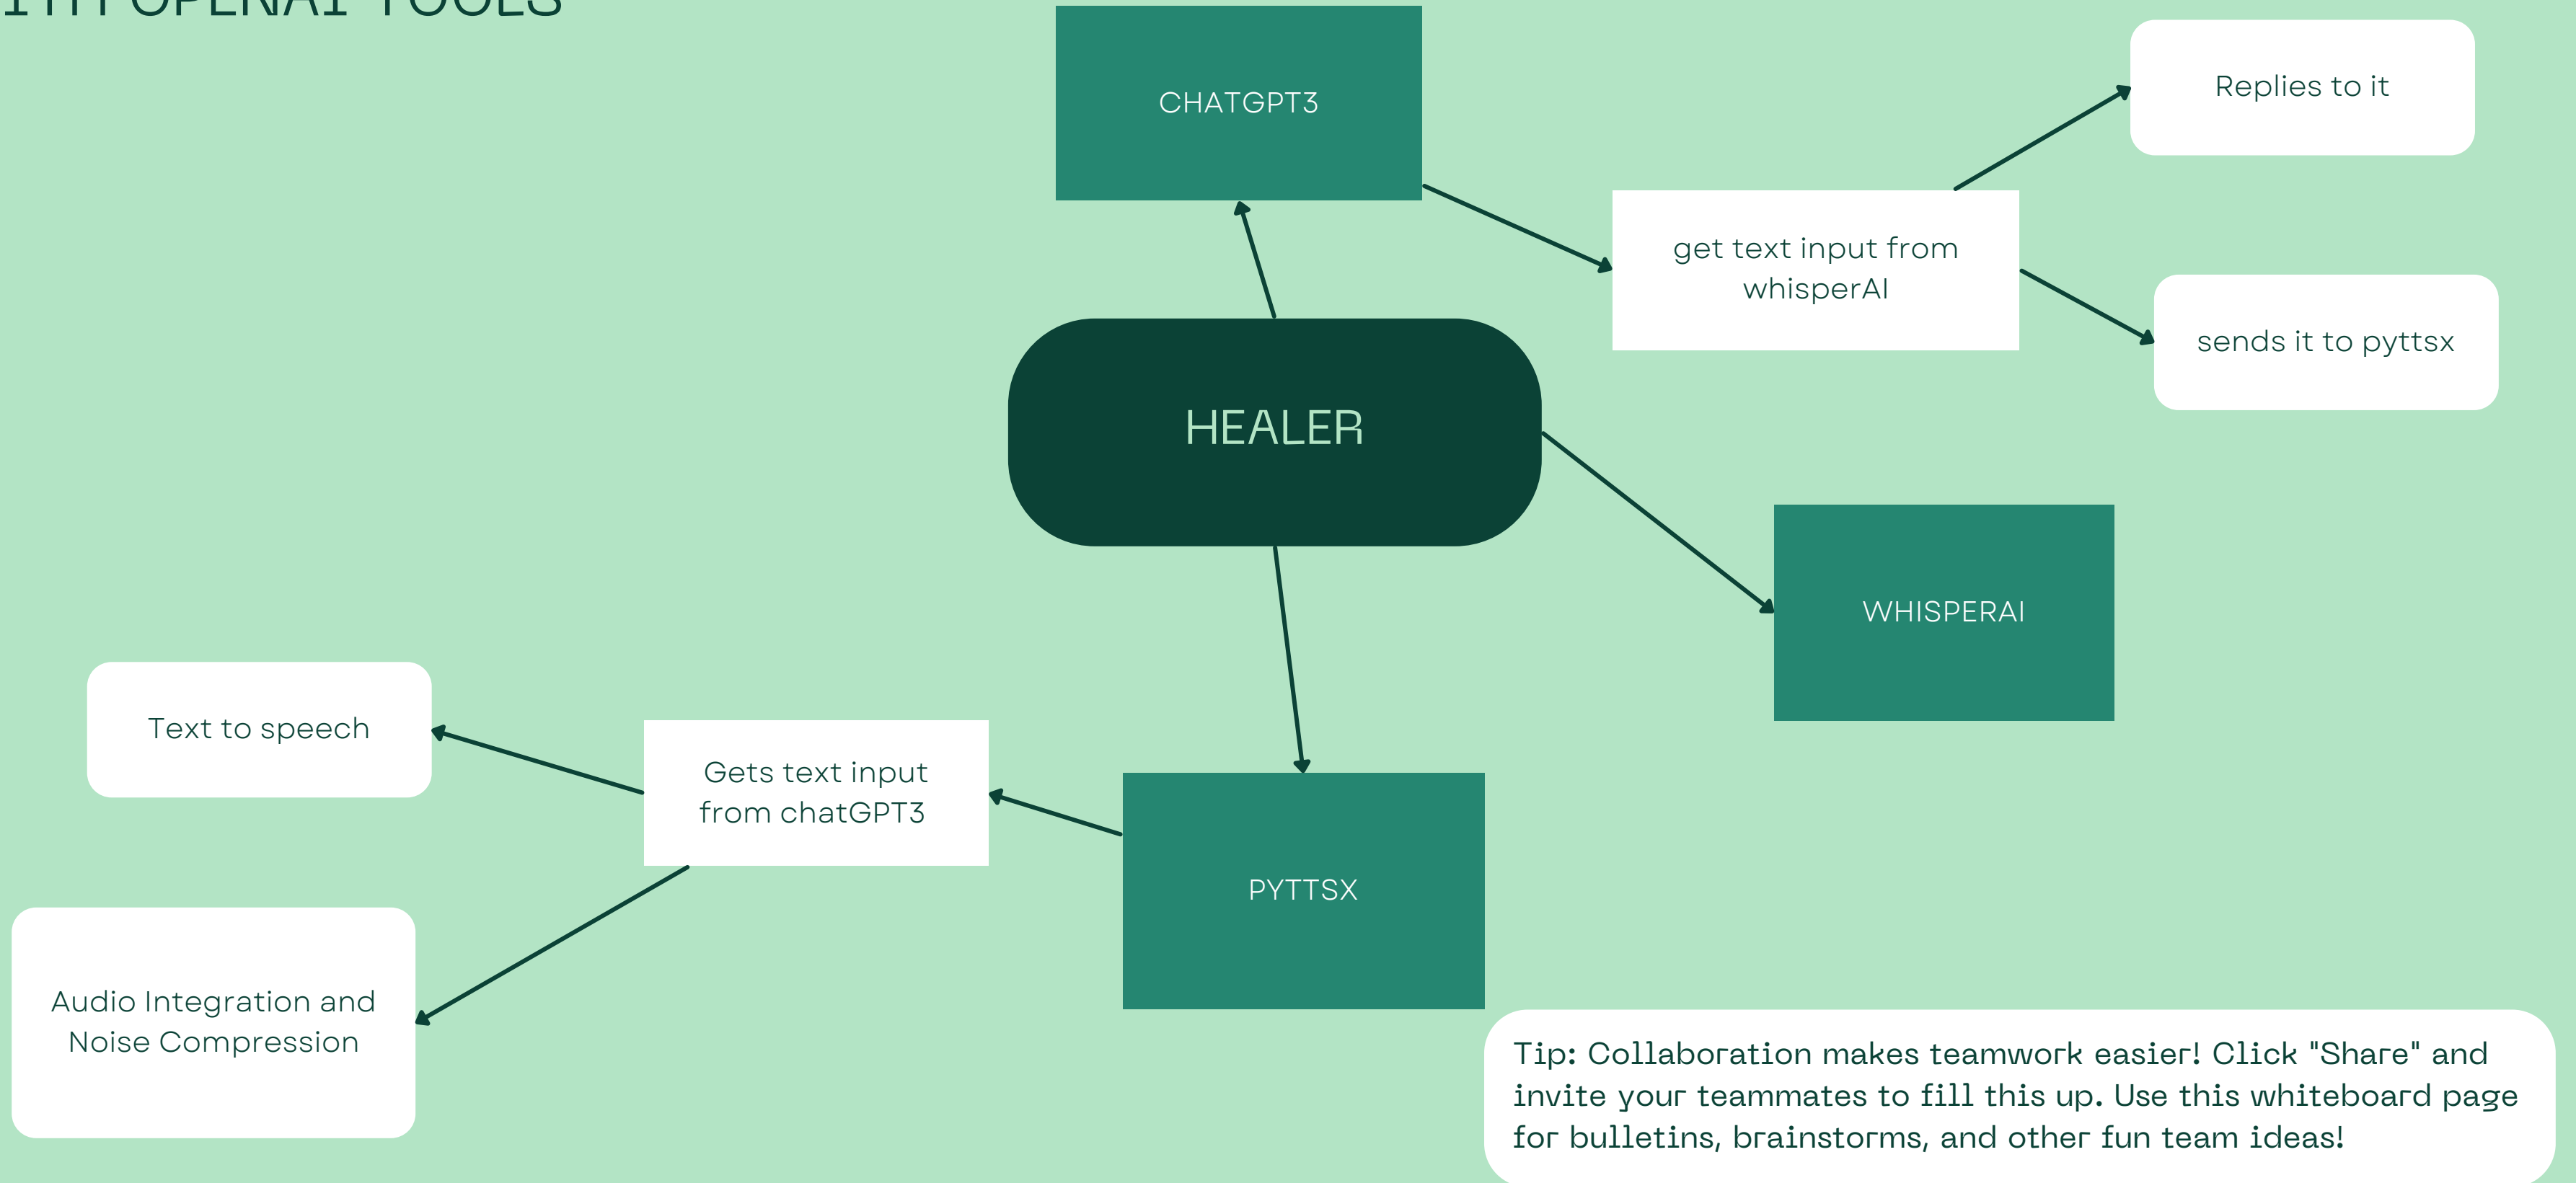 OPENAI TOOLS
CHATGPT3
Replies to it
get text input from
whisperAI
sends it to pyttsx
HEALER
WHISPERAI
Text to speech
Gets text input
from chatGPT3
PYTTSX
Audio Integration and
Noise Compression
Tip: Collaboration makes teamwork easier! Click "Share" and
invite your teammates to fill this up. Use this whiteboard page
for bulletins, brainstorms, and other fun team ideas!